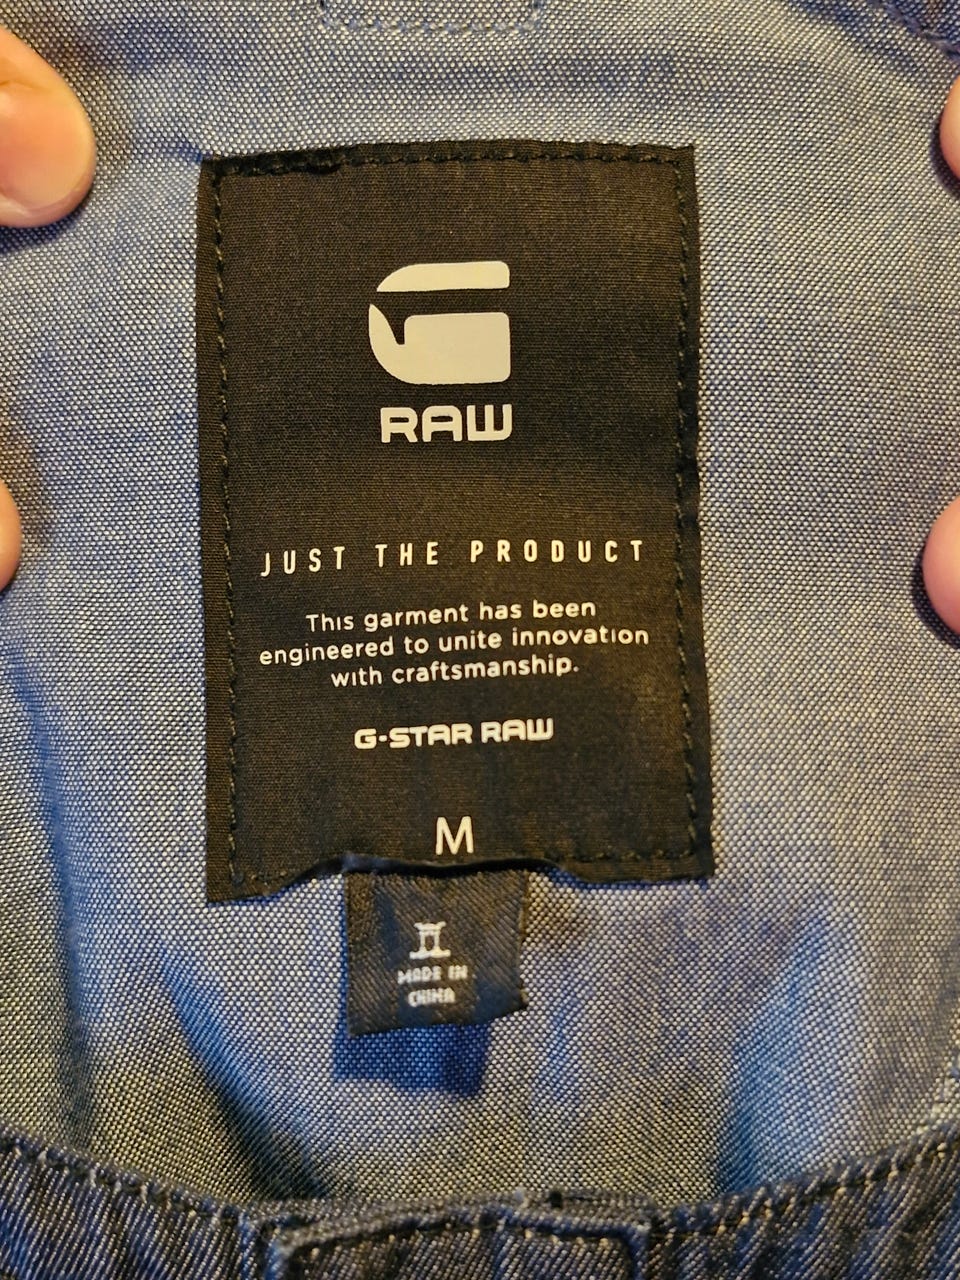 G
RAW
JUST THE PRODUCT
This garment has been
engineered to unite innovation
with craftsmanship.
G-STAR RAW
M
MADE IN
CHINA